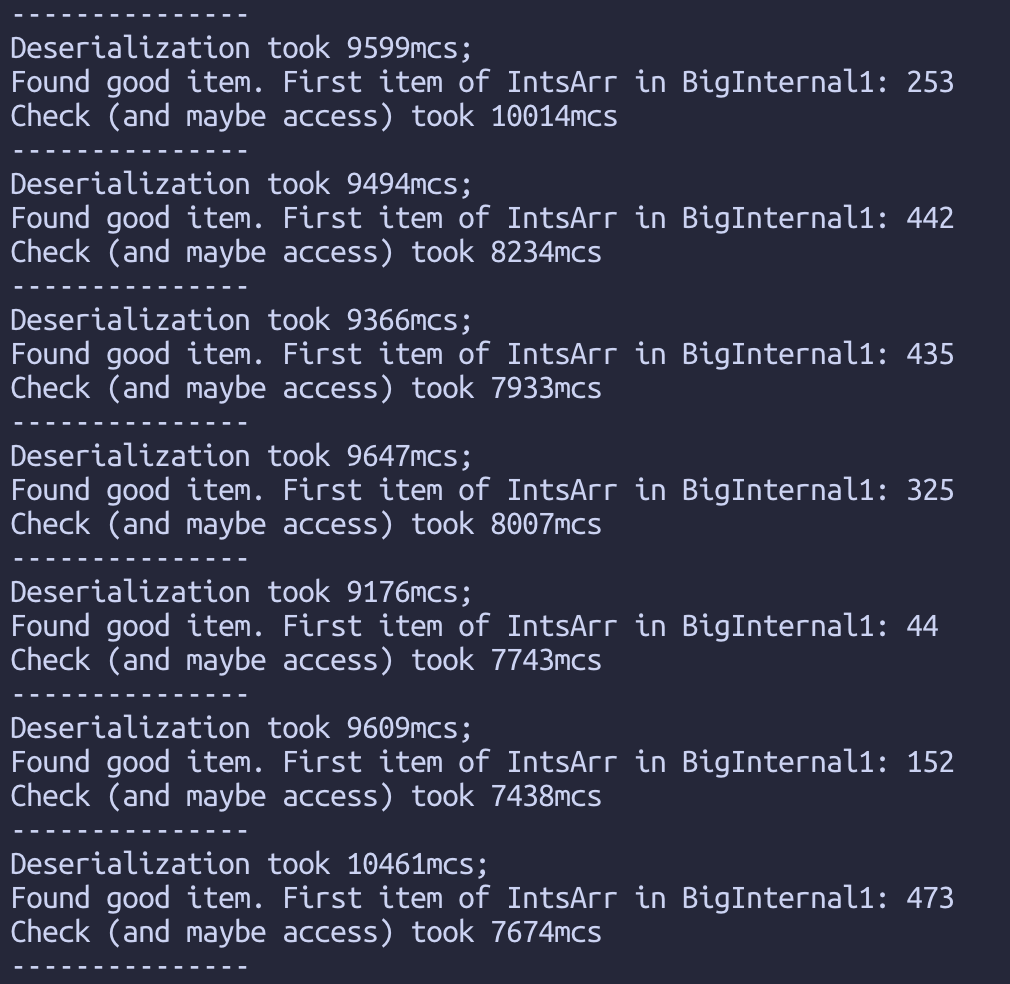 ---------------
Deserialization took 9599mcs;
Found good item. First item of IntsArr in BigInternal1: 253
Check (and maybe access) took 10014mcs
---------------
Deserialization took 9494mcs;
Found good item. First item of IntsArr in BigInternal1: 442
Check (and maybe access) took 8234mcs
---------------
Deserialization took 9366mcs;
Found good item. First item of IntsArr in BigInternal1: 435
Check (and maybe access) took 7933mcs
---------------
Deserialization took 9647mcs;
Found good item. First item of IntsArr in BigInternal1: 325
Check (and maybe access) took 8007mcs
---------------
Deserialization took 9176mcs;
Found good item. First item of IntsArr in BigInternal1: 44
Check (and maybe access) took 7743mcs
---------------
Deserialization took 9609mcs;
Found good item. First item of IntsArr in BigInternal1: 152
Check (and maybe access) took 7438mcs
---------------
Deserialization took 10461mcs;
Found good item. First item of IntsArr in BigInternal1: 473
Check (and maybe access) took 7674mcs
---------------